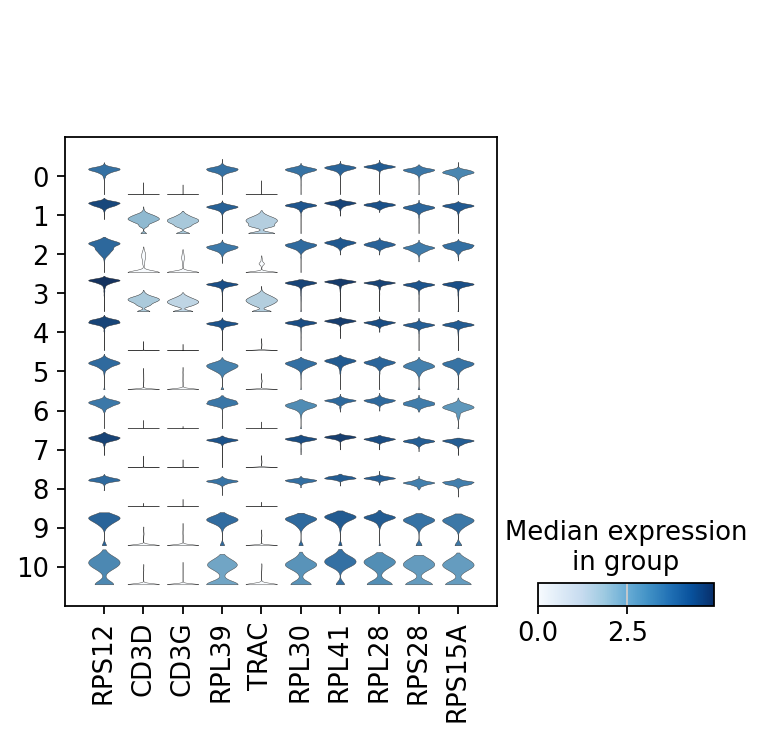 0
1
2
3
4
5
6
7
8
9
10
RPS12
CD3D
CD3G
RPL39
TRAC
RPL30
RPL41
RPL28
RPS28
RPS15A
Median expression
in group
0.0 2.5